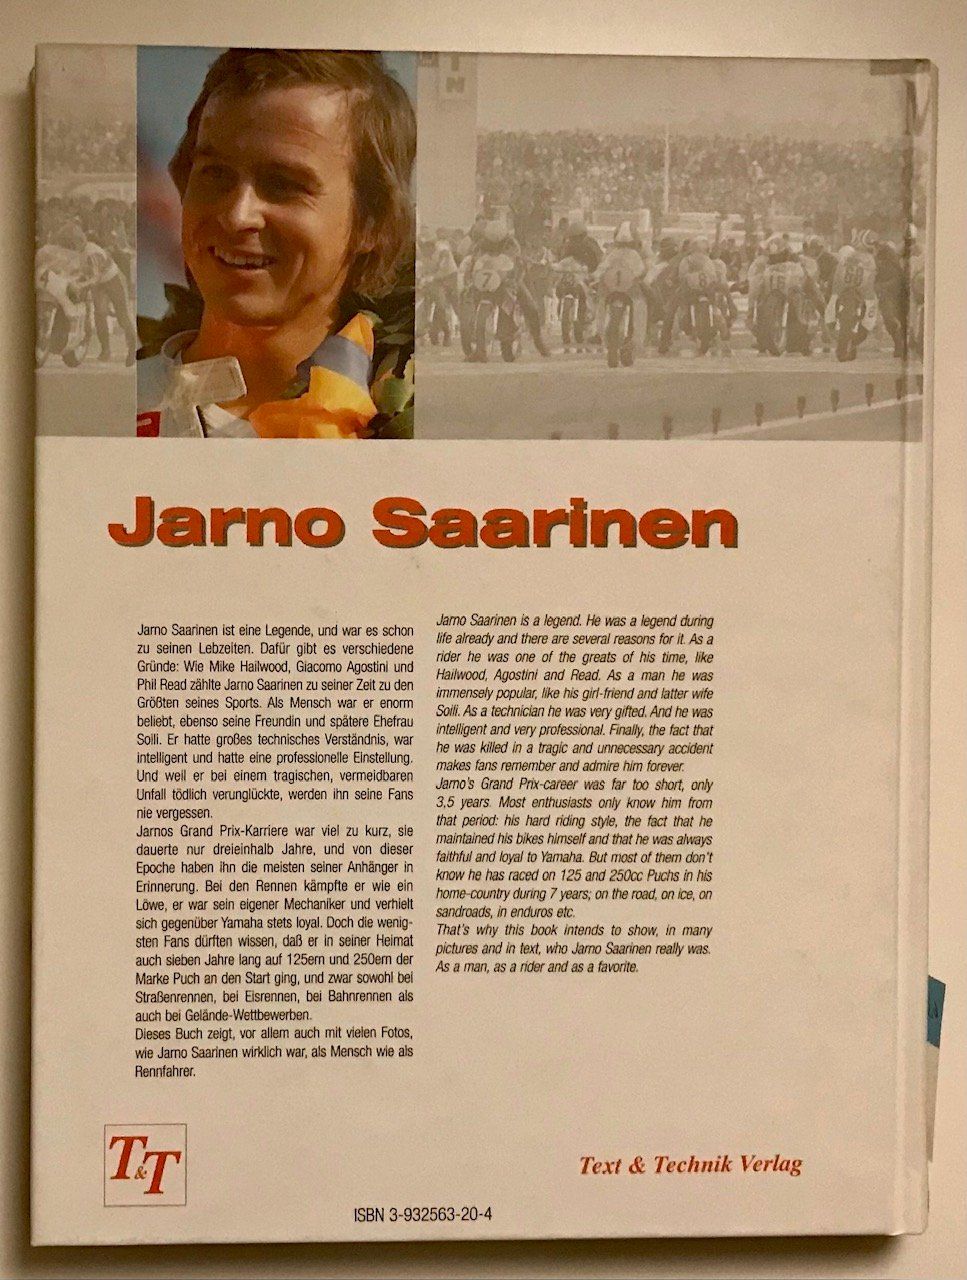 Jarno Saarinen
Jarno Saarinen ist eine Legende, und war es schon
zu seinen Lebzeiten. Dafür gibt es verschiedene
Gründe: Wie Mike Hailwood, Giacomo Agostini und
Phil Read zählte Jarno Saarinen zu seiner Zeit zu den
Größten seines Sports. Als Mensch war er enorm
beliebt, ebenso seine Freundin und spätere Ehefrau
Soili. Er hatte großes technisches Verständnis, war
intelligent und hatte eine professionelle Einstellung.
Und weil er bei einem tragischen, vermeidbaren
Unfall tödlich verunglückte, werden ihn seine Fans
nie vergessen.
Jarnos Grand Prix-Karriere war viel zu kurz, sie
dauerte nur dreieinhalb Jahre, und von dieser
Epoche haben ihn die meisten seiner Anhänger in
Erinnerung. Bei den Rennen kämpfte er wie ein
Löwe, er war sein eigener Mechaniker und verhielt
sich gegenüber Yamaha stets loyal. Doch die wenig-
sten Fans dürften wissen, daß er in seiner Heimat
auch sieben Jahre lang auf 125ern und 250ern der
Marke Puch an den Start ging, und zwar sowohl bei
Straßenrennen, bei Eisrennen, bei Bahnrennen als
auch bei Gelände-Wettbewerben.
Dieses Buch zeigt, vor allem auch mit vielen Fotos,
wie Jarno Saarinen wirklich war, als Mensch wie als
Rennfahrer.
Jarno Saarinen is a legend. He was a legend during
life already and there are several reasons for it. As a
rider he was one of the greats of his time, like
Hailwood, Agostini and Read. As a man he was
immensely popular, like his girl-friend and latter wife
Soili. As a technician he was very gifted. And he was
intelligent and very professional. Finally, the fact that
he was killed in a tragic and unnecessary accident
makes fans remember and admire him forever.
Jarno's Grand Prix-career was far too short, only
3,5 years. Most enthusiasts only know him from
that period: his hard riding style, the fact that he
maintained his bikes himself and that he was always
faithful and loyal to Yamaha. But most of them don't
know he has raced on 125 and 250cc Puchs in his
home-country during 7 years; on the road, on ice, on
sandroads, in enduros etc.
That's why this book intends to show, in many
pictures and in text, who Jarno Saarinen really was.
As a man, as a rider and as a favorite.
T&T
Text & Technik Verlag
ISBN 3-932563-20-4
7
1